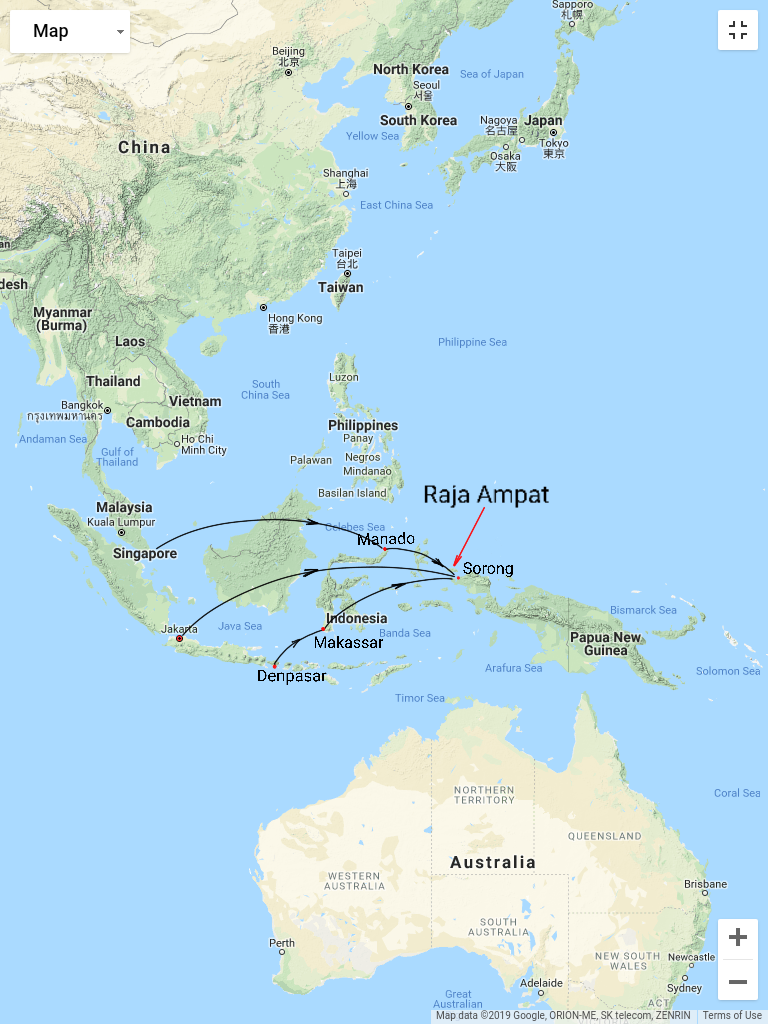 Map
Sapporo
札幌
Beijing
北京
North Korea
Sea of Japan
Seoul
서울
South Korea
Nagoya
名古屋
Japan
Tokyo
東京
Osaka
大阪
Yellow Sea
China
Shanghai
上海
East China Sea
an
desh
Taipei
台北
Taiwan
Myanmar
(Burma)
Hong Kong
香港
Laos
Philippine Sea
Thailand
Luzon
South
China Sea
Vietnam
Bangkok
กรุงเทพมหานคร
Cambodia
Philippines
Panay
Andaman Sea
Ho Chi
Minh City
Gulf of
Thailand
Palawan
Negros
Mindanao
Basilan Island
Raja Ampat
Malaysia
Kuala Lumpur
Celebes Sea
Manado
Singapore
Sorong
Jakarta
Java Sea
Indonesia
Makassar
Banda Sea
Bismarck Sea
Papua New
Guinea
Denpasar
Arafura Sea
Solomon Sea
Timor Sea
NORTHERN
TERRITORY
Coral Sea
QUEENSLAND
Australia
WESTERN
AUSTRALIA
Brisbane
SOUTH
AUSTRALIA
Perth
NEW SOUTH
WALES
Newcastle
Adelaide
Sydney
Great
Australian
ACT
Map data ©2019 Google, ORION-ME, SK telecom, ZENRIN
Terms of Use